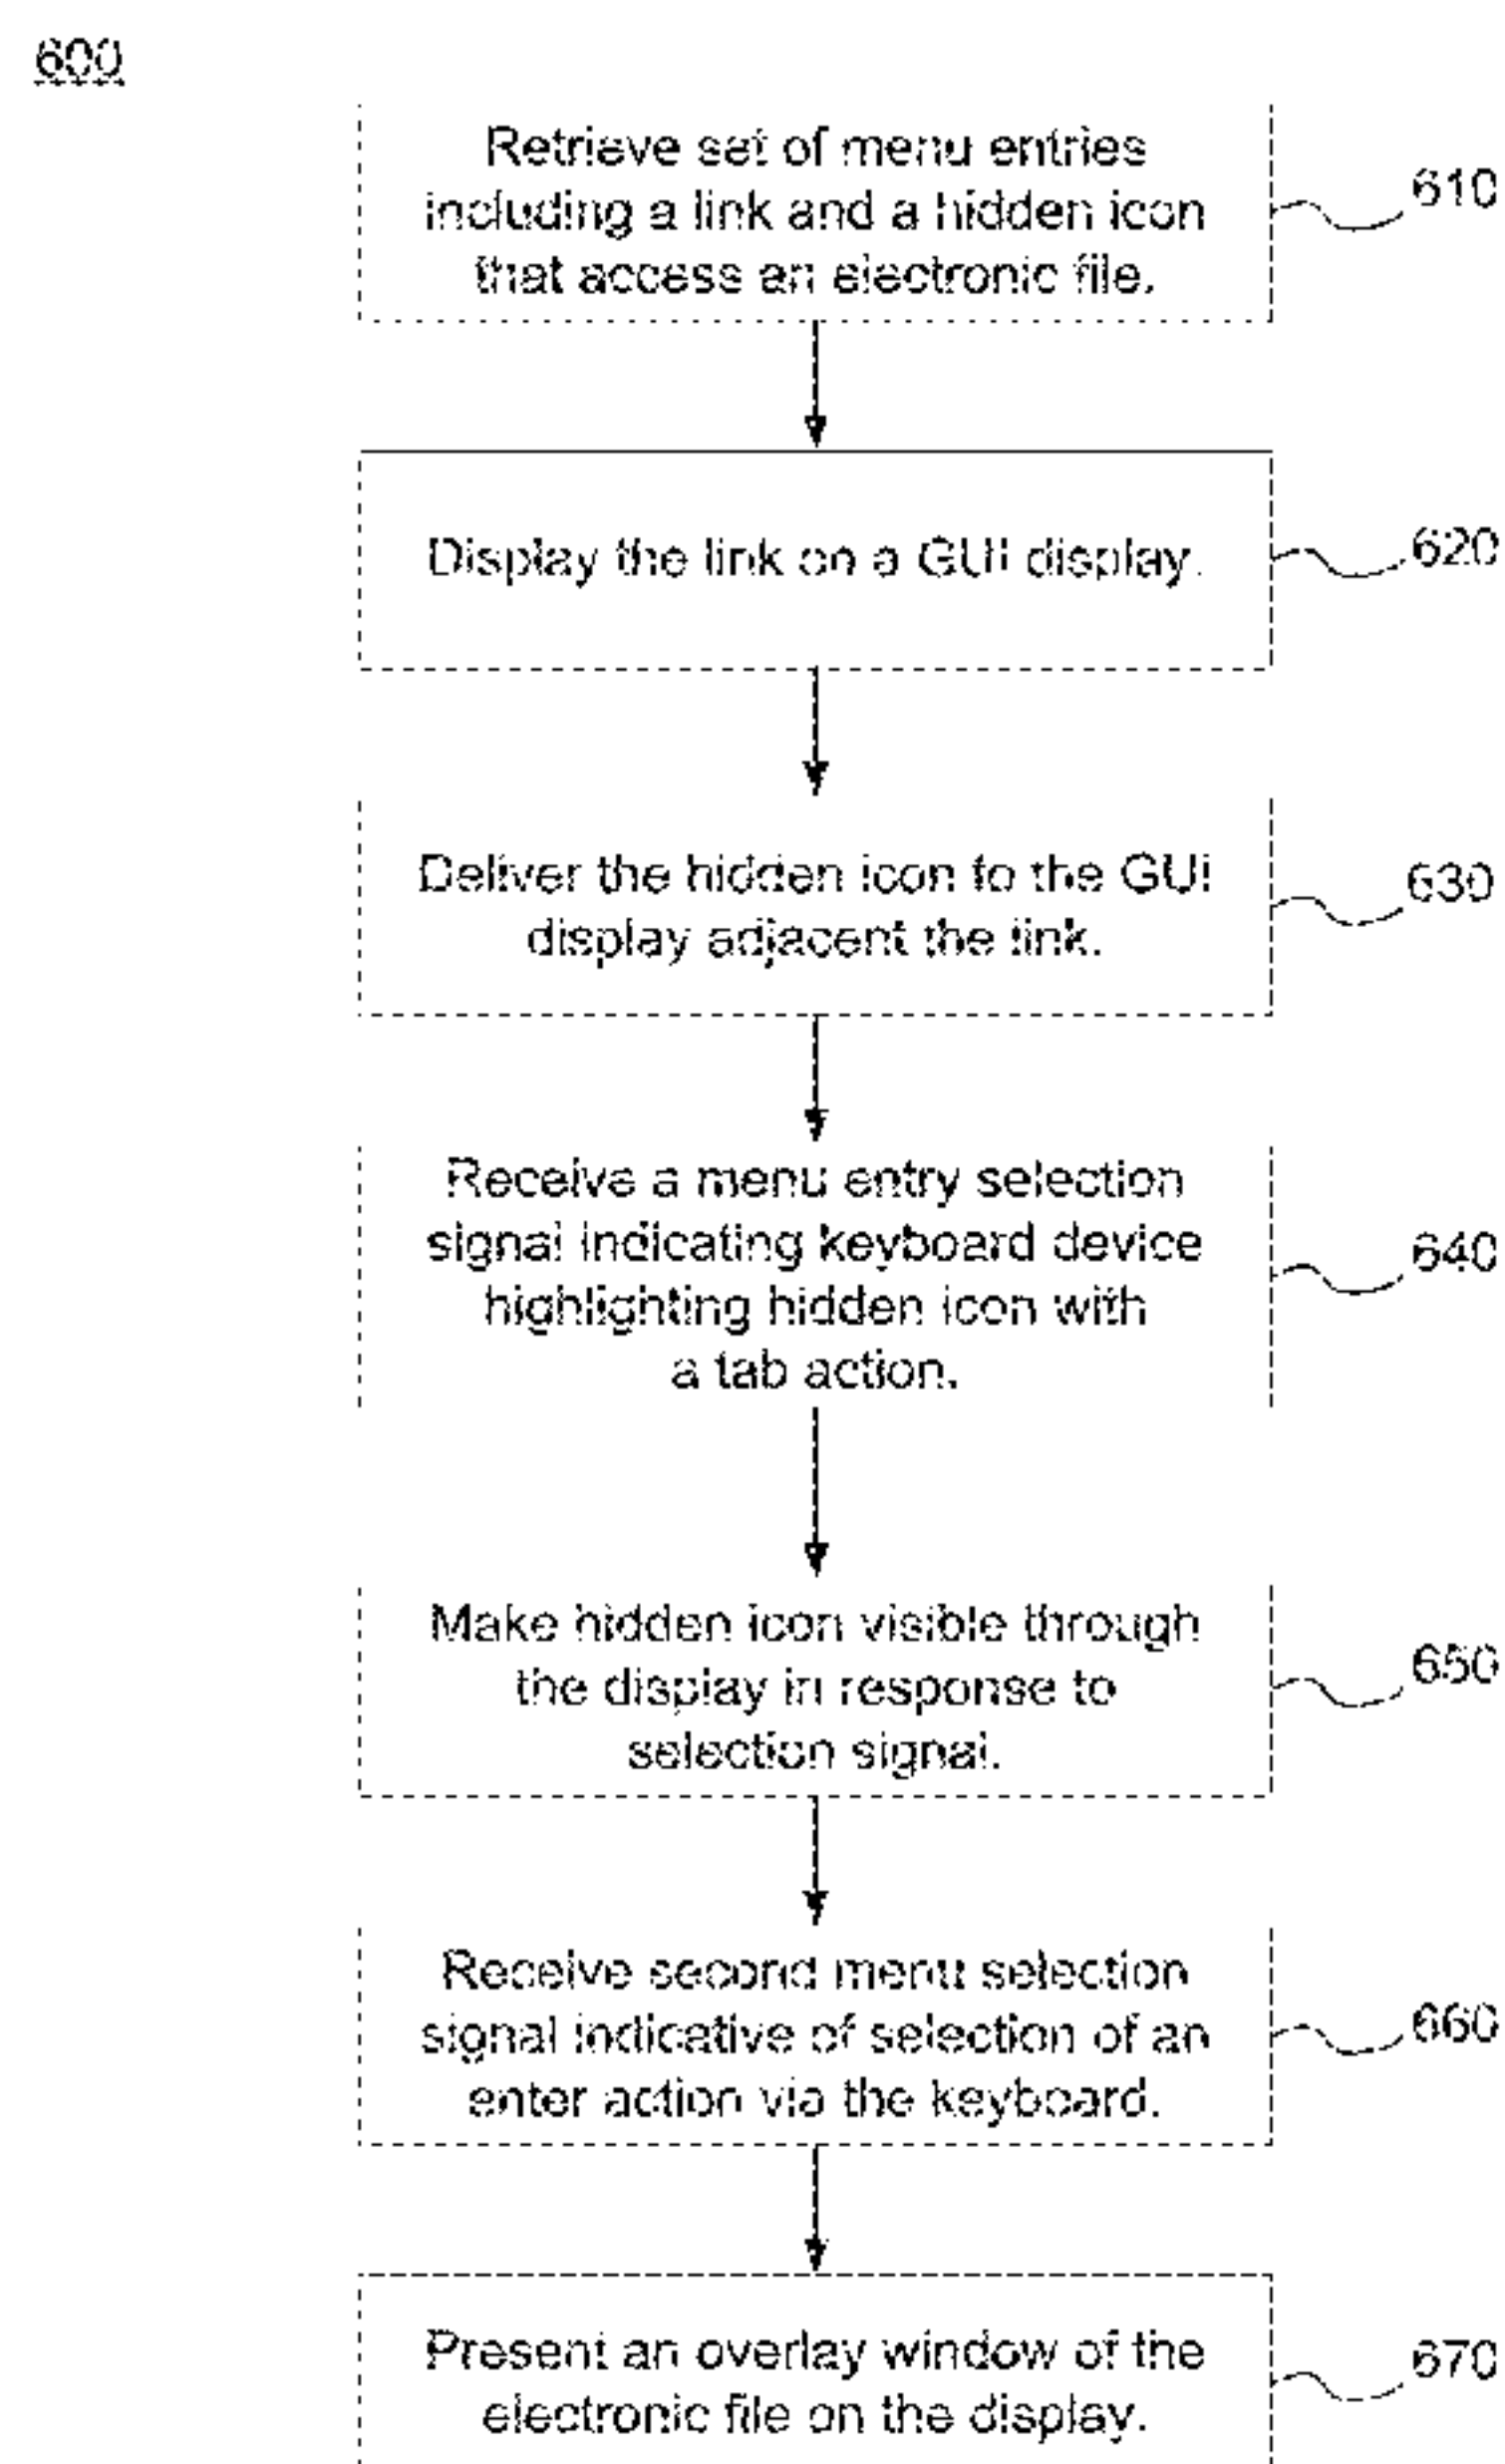 600
Retrieve set of menu entries
including a link and a hidden icon
that access an electronic file.
610
Display the link on a GUI display.
620
Deliver the hidden icon to the GUI
display adjacent the link.
630
Receive a menu entry selection
signal indicating keyboard device
highlighting hidden icon with
a tab action.
640
Make hidden icon visible through
the display in response to
selection signal.
650
Receive second menu selection
signal indicative of selection of an
enter action via the keyboard.
660
Present an overlay window of the
electronic file on the display.
670